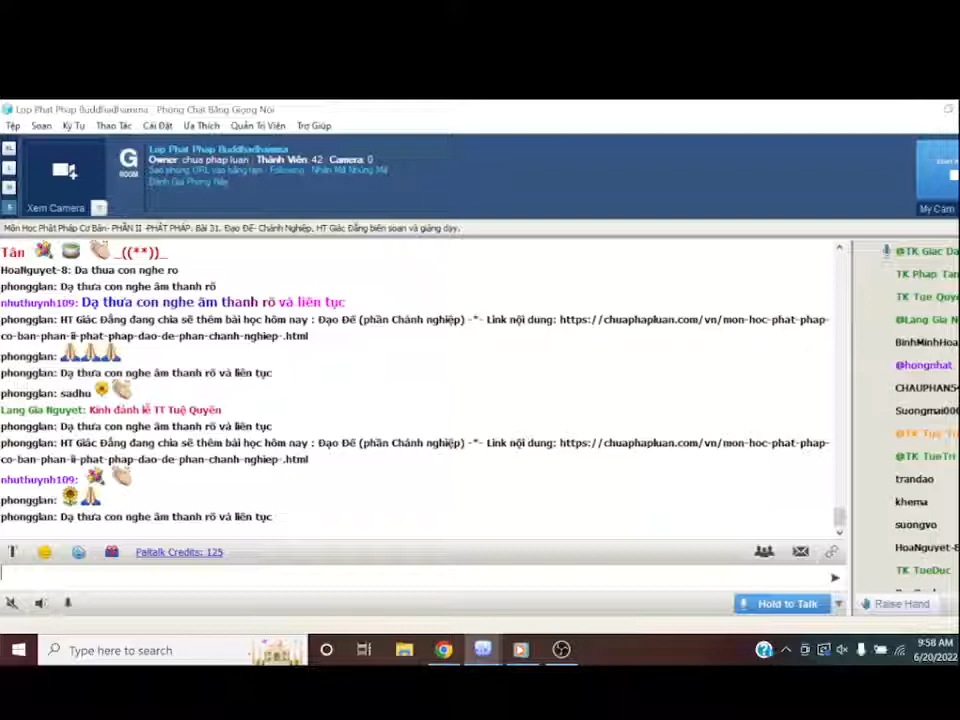 Lop Phat Phap Buddhadhamma - Phòng Chat Bằng Giọng Nói
Tệp Soạn Ký Tự Thao Tác Cài Đặt Ưa Thích Quản Trị Viên Trợ Giúp
Lop Phat Phap Buddhadhamma
Owner: chua phap luan | Thành Viên: 42 Camera: 0
G
ROOM
Đánh Giá Phòng Này
Xem Camera
My Cam
Môn Học Phật Pháp Cơ Bản- PHẦN II -PHẬT PHÁP. Bài 31. Đạo Đế- Chánh Nghiệp. HT Giác Đẳng biên soạn và giảng dạy.
Tân _((**))_
HoaNguyet-8: Da thua con nghe ro
phongglan: Dạ thưa con nghe âm thanh rõ
nhuthuynh109: Dạ thưa con nghe âm thanh rõ và liên tục
phongglan: HT Giác Đẳng đang chia sẻ thêm bài học hôm nay : Đạo Đế (phần Chánh nghiệp) -*- Link nội dung: https://chuaphapluan.com/vn/mon-hoc-phat-phap-
co-ban-phan-ii-phat-phap-dao-de-phan-chanh-nghiep-.html
phongglan:
phongglan: Dạ thưa con nghe âm thanh rõ và liên tục
phongglan: sadhu
Lang Gia Nguyet: Kính đảnh lễ TT Tuệ Quyền
phongglan: Dạ thưa con nghe âm thanh rõ và liên tục
phongglan: HT Giác Đẳng đang chia sẻ thêm bài học hôm nay : Đạo Đế (phần Chánh nghiệp) -*- Link nội dung: https://chuaphapluan.com/vn/mon-hoc-phat-phap-
co-ban-phan-ii-phat-phap-dao-de-phan-chanh-nghiep-.html
nhuthuynh109:
phongglan:
phongglan: Dạ thưa con nghe âm thanh rõ và liên tục
@TK Giac Da
TK Phap Tan
TK Tue Quye
@Lang Gia N
BinhMinhHoa
@hongnhat
CHAUPHAN54
Suongmai000
@TK TueTri
trandao
khema
suongvo
HoaNguyet-8
TK TueDuc
Paltalk Credits: 125
Hold to Talk
Raise Hand
Type here to search
9:58 AM
6/20/2022